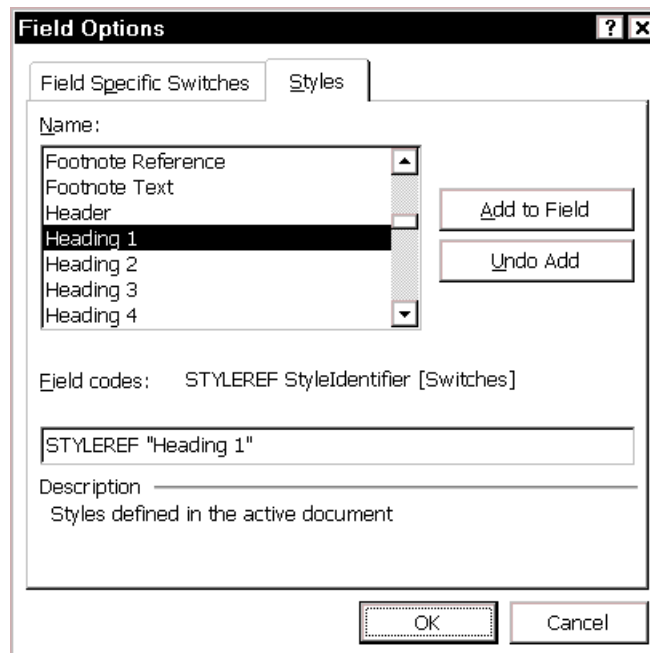 Field Options
Field Specific Switches
Styles
Name:
Footnote Reference
Footnote Text
Header
Heading 1
Heading 2
Heading 3
Heading 4
Add to Field
Undo Add
Field codes: STYLEREF StyleIdentifier [Switches]
STYLEREF "Heading 1"
Description
Styles defined in the active document
OK
Cancel